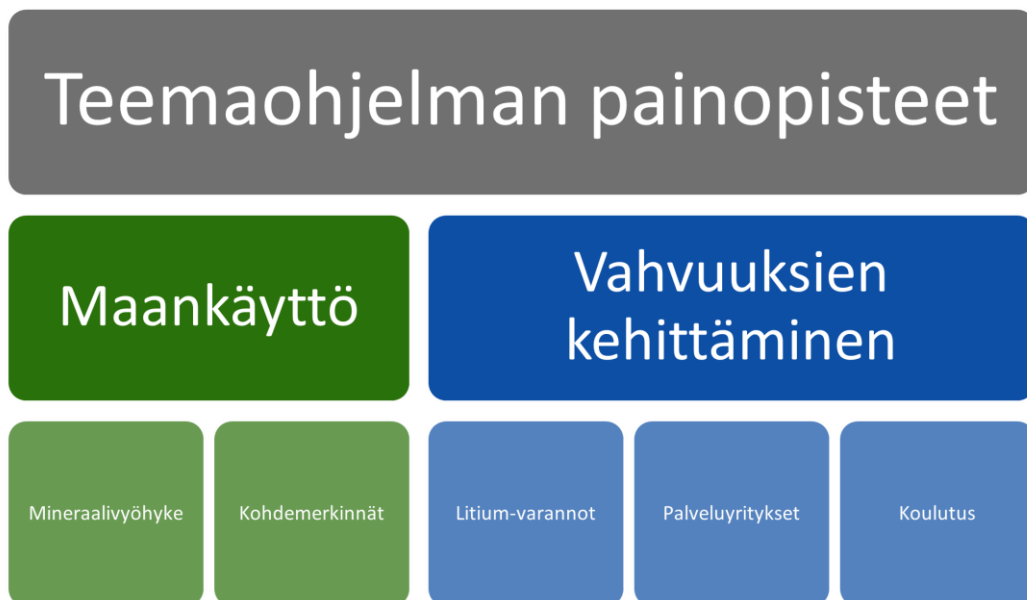 Teemaohjelman painopisteet
Maankäyttö
Vahvuuksien
kehittäminen
Mineraalivyöhyke
Kohdemerkinnät
Litium-varannot
Palveluyritykset
Koulutus